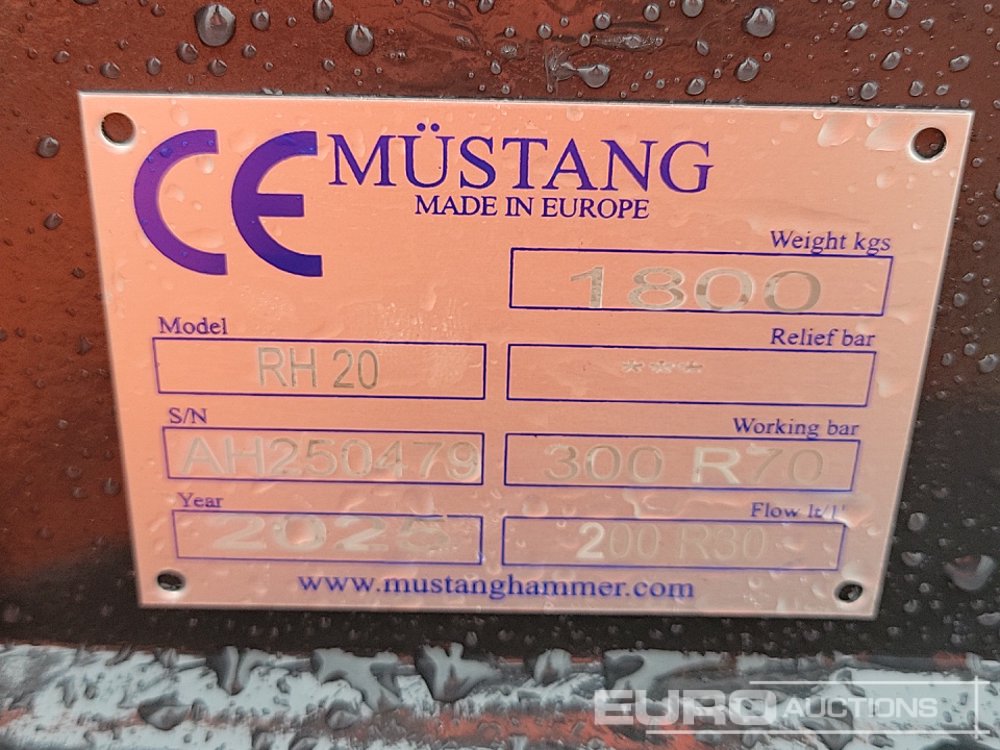 CE MÜSTANG
MADE IN EUROPE
Weight kgs
1800
Model
RH 20
Relief bar
***
S/N
AH250479
Working bar
300 R70
Year
2025
Flow lt/1'
200 R30
www.mustanghammer.com
EURO AUCTIONS